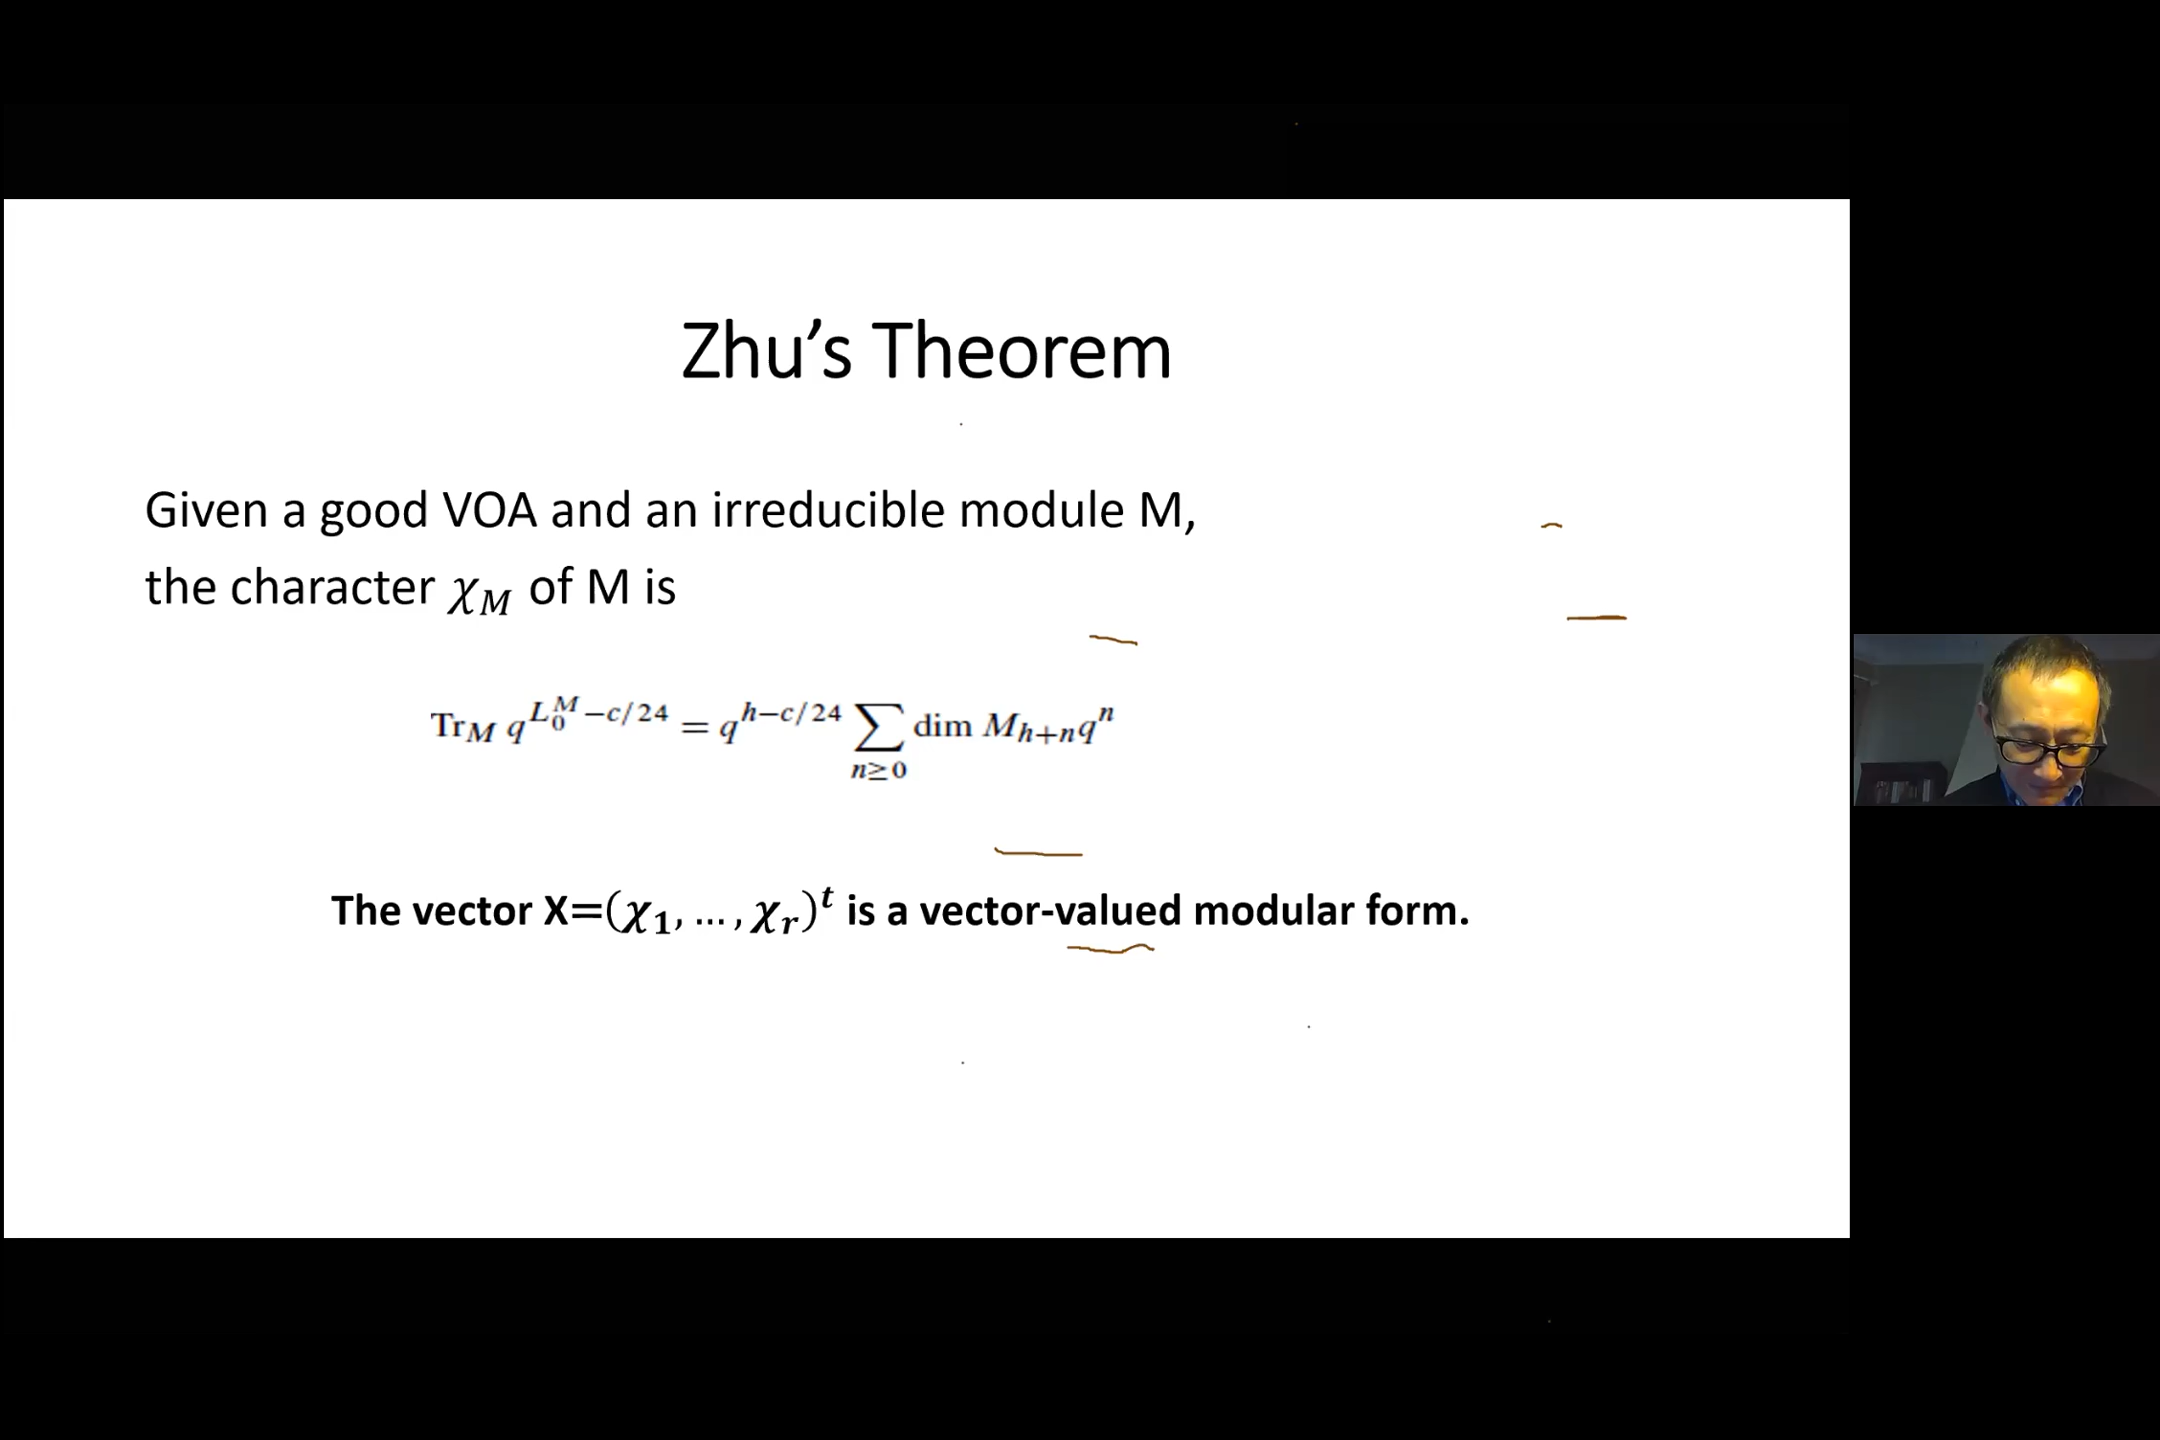 Zhu’s Theorem
Given a good VOA and an irreducible module M,
the character χ_M of M is
Tr_M q^{L_0^M − c/24} = q^{h−c/24} ∑_{n≥0} dim M_{h+n} q^n
The vector X=(χ_1, … , χ_r)^t is a vector-valued modular form.